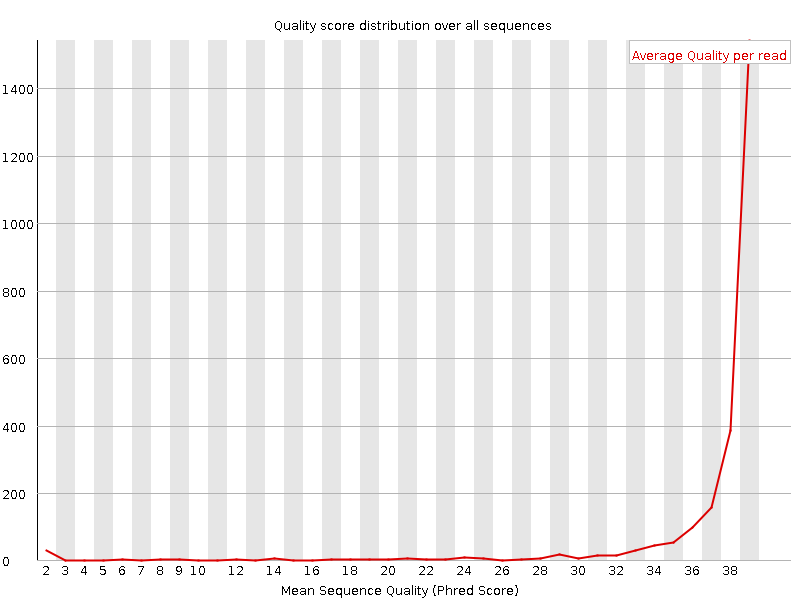 Quality score distribution over all sequences
Average Quality per read
1400
1200
1000
800
600
400
200
0
2 3 4 5 6 7 8 9 10 12 14 16 18 20 22 24 26 28 30 32 34 36 38
Mean Sequence Quality (Phred Score)